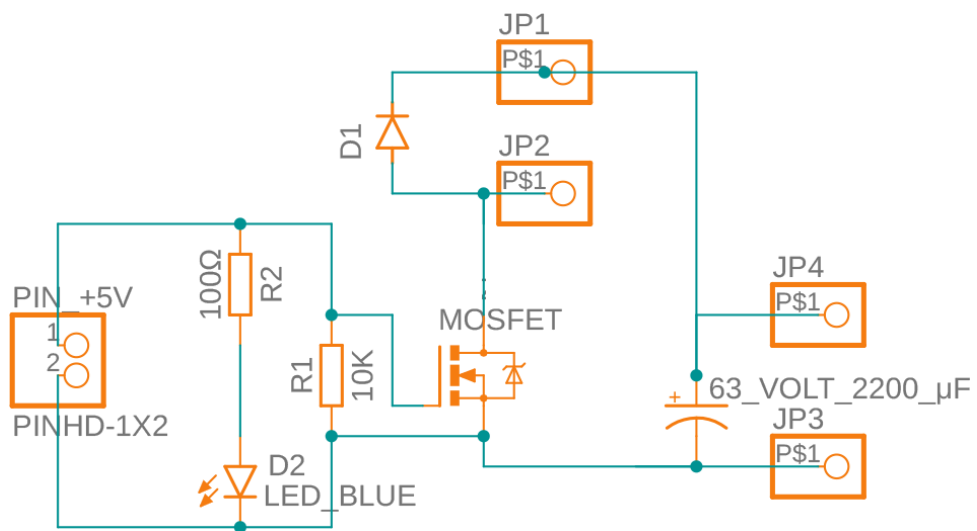 JP1
P$1
D1
JP2
P$1
100Ω
R2
JP4
P$1
PIN_+5V
1
2
PINHD-1X2
MOSFET
R1
10K
+
63_VOLT_2200_µF
JP3
P$1
D2
LED_BLUE